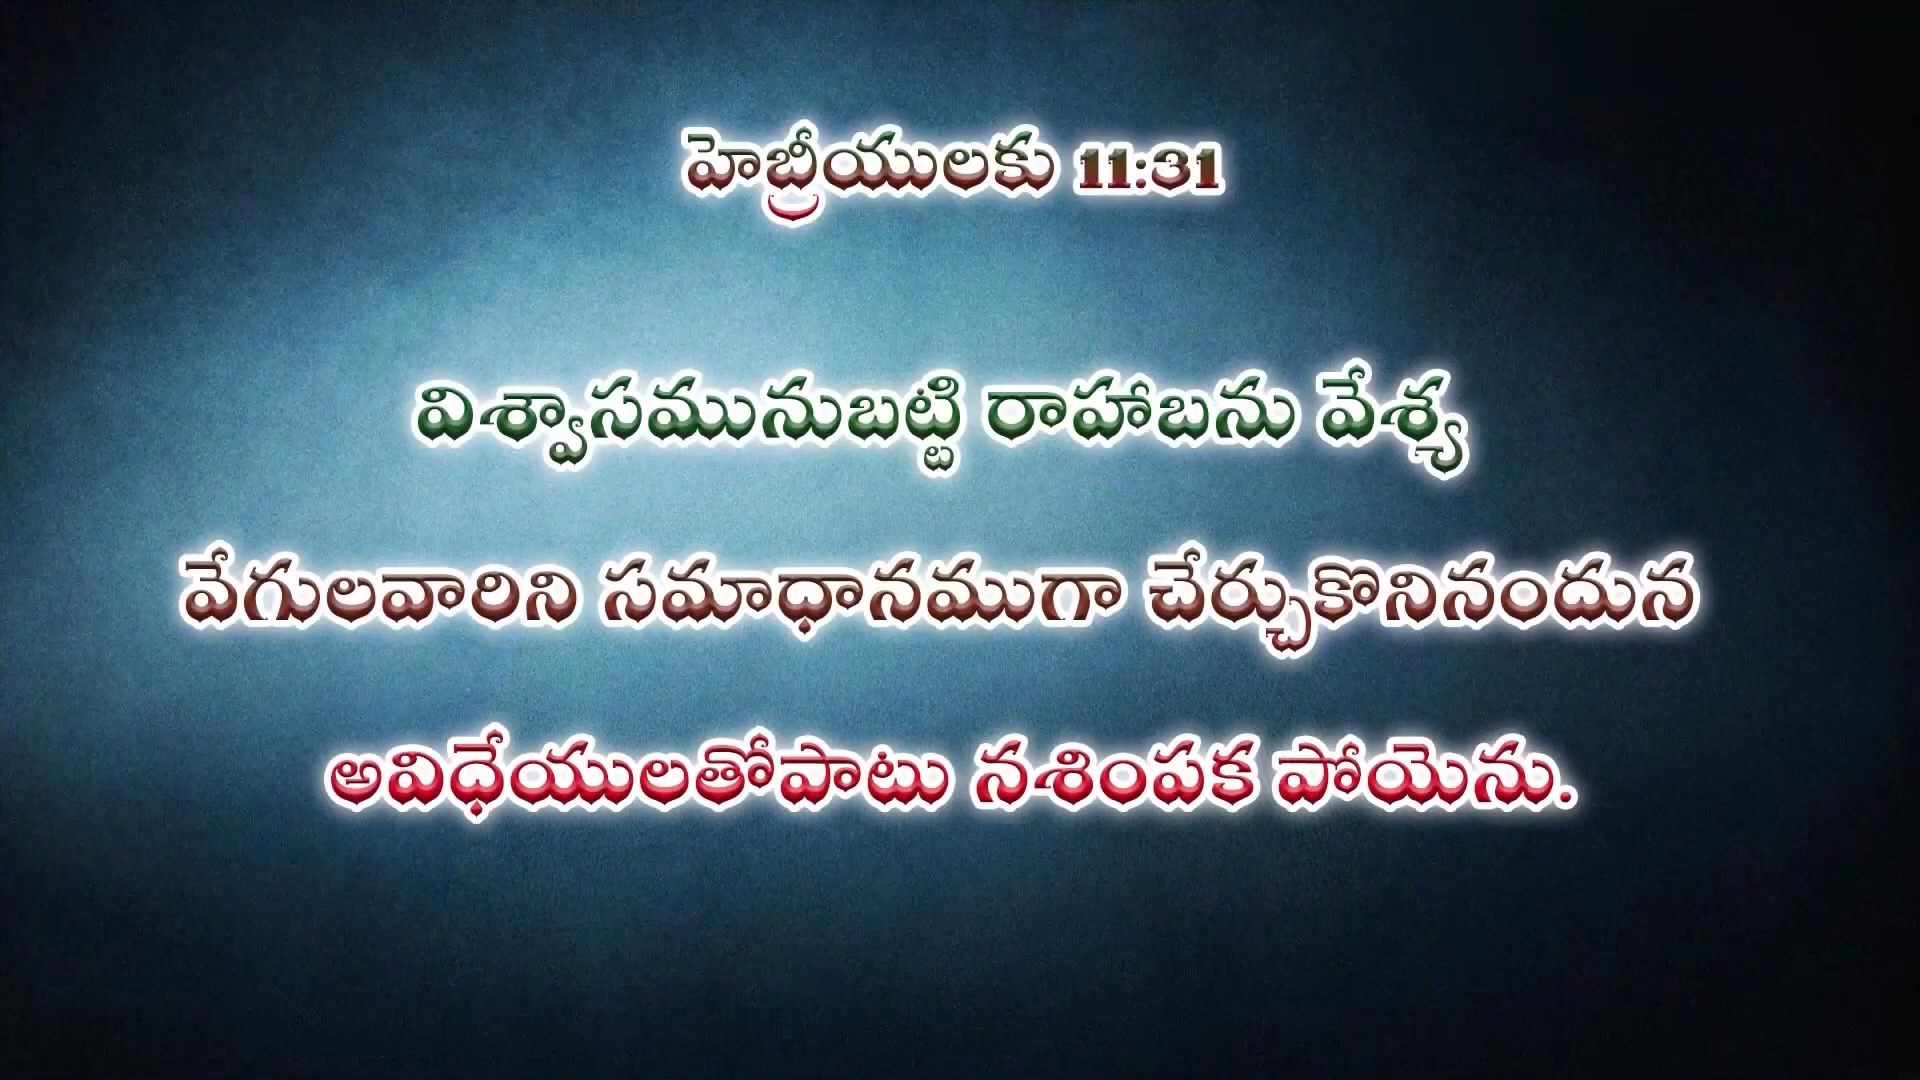 హెబ్రీయులకు 11:31
విశ్వాసమునుబట్టి రాహాబను వేశ్య
వేగులవారిని సమాధానముగా చేర్చుకొనినందున
అవిధేయులతోపాటు నశింపక పోయెను.